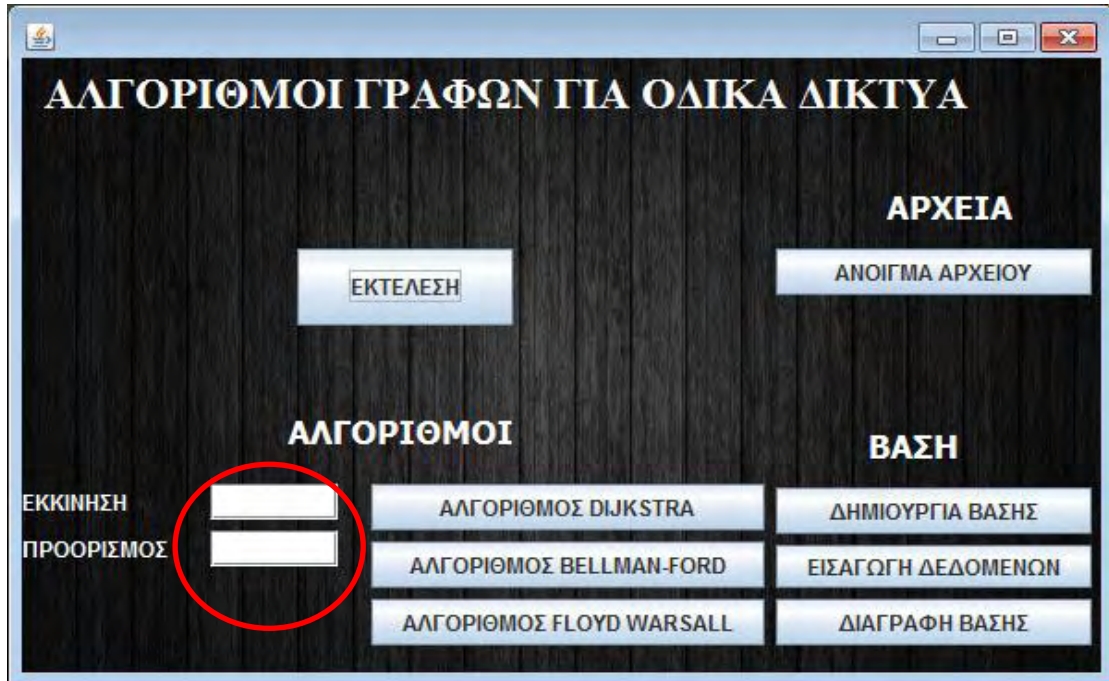 ΑΛΓΟΡΙΘΜΟΙ ΓΡΑΦΩΝ ΓΙΑ ΟΔΙΚΑ ΔΙΚΤΥΑ
ΑΡΧΕΙΑ
ΕΚΤΕΛΕΣΗ
ΑΝΟΙΓΜΑ ΑΡΧΕΙΟΥ
ΑΛΓΟΡΙΘΜΟΙ
ΒΑΣΗ
ΕΚΚΙΝΗΣΗ
ΑΛΓΟΡΙΘΜΟΣ DIJKSTRA
ΔΗΜΙΟΥΡΓΙΑ ΒΑΣΗΣ
ΠΡΟΟΡΙΣΜΟΣ
ΑΛΓΟΡΙΘΜΟΣ BELLMAN-FORD
ΕΙΣΑΓΩΓΗ ΔΕΔΟΜΕΝΩΝ
ΑΛΓΟΡΙΘΜΟΣ FLOYD WARSALL
ΔΙΑΓΡΑΦΗ ΒΑΣΗΣ